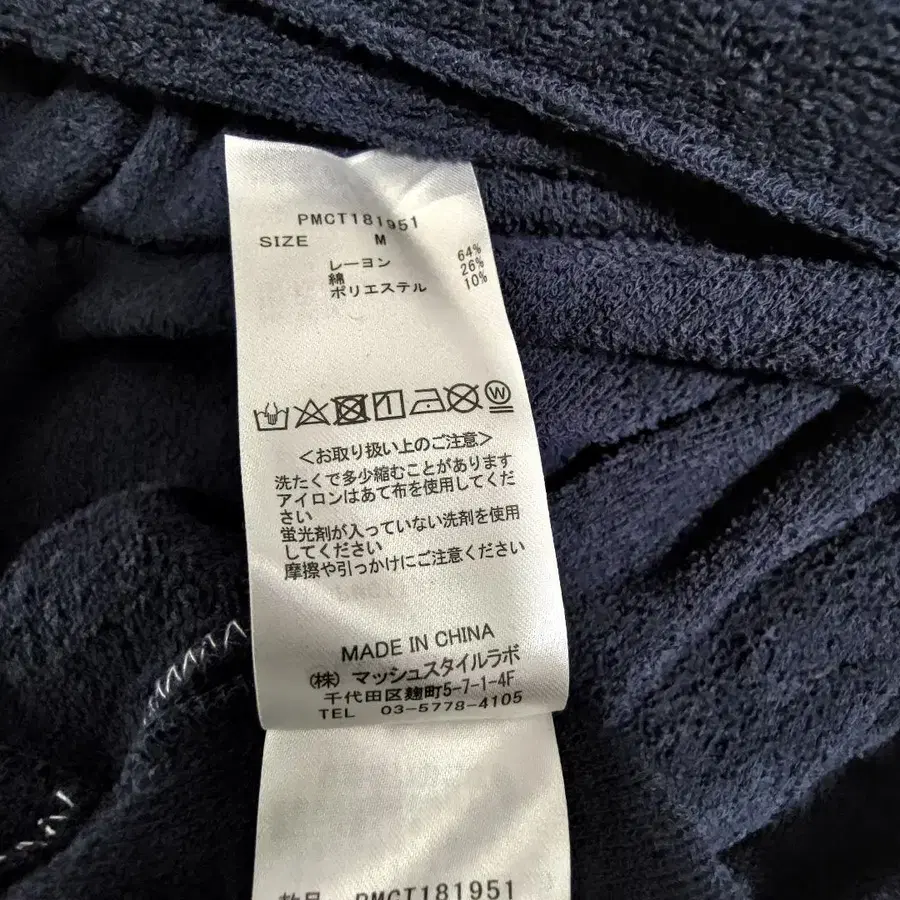 PMCT181951
SIZE M
レーヨン 64%
綿 26%
ポリエステル 10%
W
<お取り扱い上のご注意>
洗たくで多少縮むことがあります
アイロンはあて布を使用してくだ
さい
蛍光剤が入っていない洗剤を使用
してください
摩擦や引っかけにご注意ください
MADE IN CHINA
(株) マッシュスタイルラボ
千代田区麹町5-7-1-4F
TEL 03-5778-4105
PMCT181951